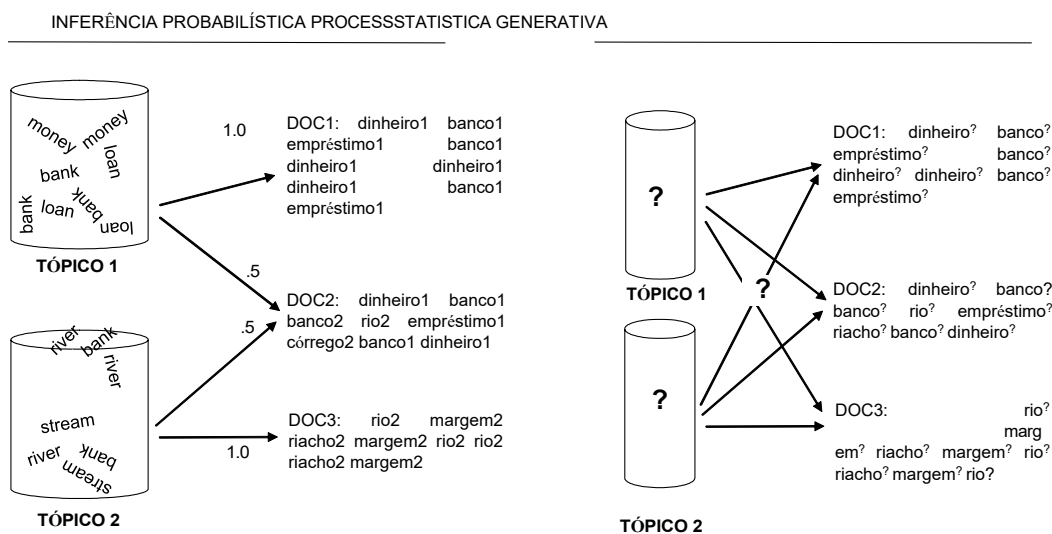 INFERÊNCIA PROBABILÍSTICA PROCESSSTATISTICA GENERATIVA
money
money
loan
bank
bank
loan
bank
loan
TÓPICO 1
1.0
DOC1: dinheiro1 banco1
empréstimo1 banco1
dinheiro1 dinheiro1
dinheiro1 banco1
empréstimo1
.5
DOC2: dinheiro1 banco1
banco2 rio2 empréstimo1
córrego2 banco1 dinheiro1
.5
river
bank
river
stream
river
bank
stream
TÓPICO 2
1.0
DOC3: rio2 margem2
riacho2 margem2 rio2 rio2
riacho2 margem2
?
TÓPICO 1
?
?
TÓPICO 2
DOC1: dinheiro? banco?
empréstimo? banco?
dinheiro? dinheiro? banco?
empréstimo?
DOC2: dinheiro? banco?
banco? rio? empréstimo?
riacho? banco? dinheiro?
DOC3: rio?
marg
em? riacho? margem? rio?
riacho? margem? rio?